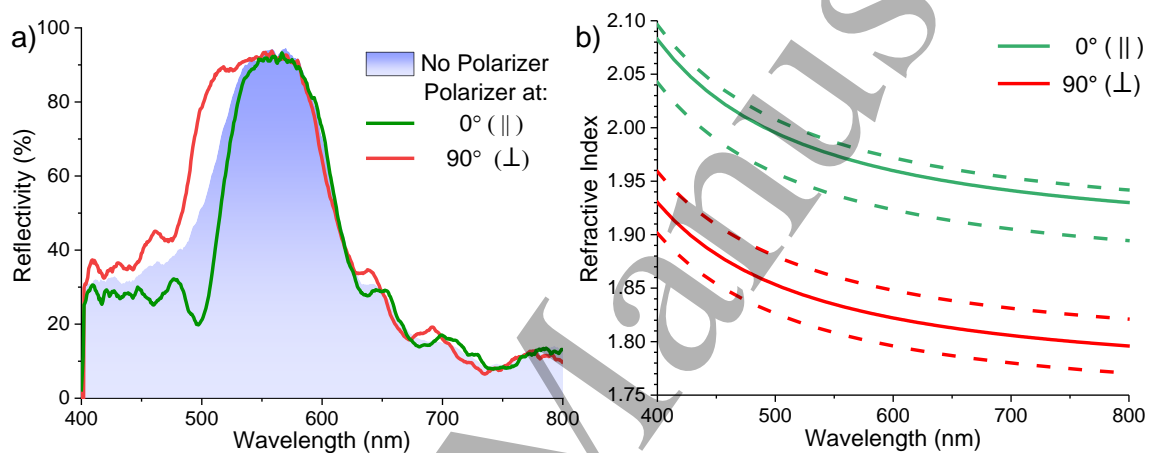 a)
100
80
60
40
20
0
Reflectivity (%)
400 500 600 700 800
Wavelength (nm)
No Polarizer
Polarizer at:
0° ( || )
90° (⊥)
b)
2.10
2.05
2.00
1.95
1.90
1.85
1.80
1.75
Refractive Index
400 500 600 700 800
Wavelength (nm)
0° ( || )
90° (⊥)
Manus